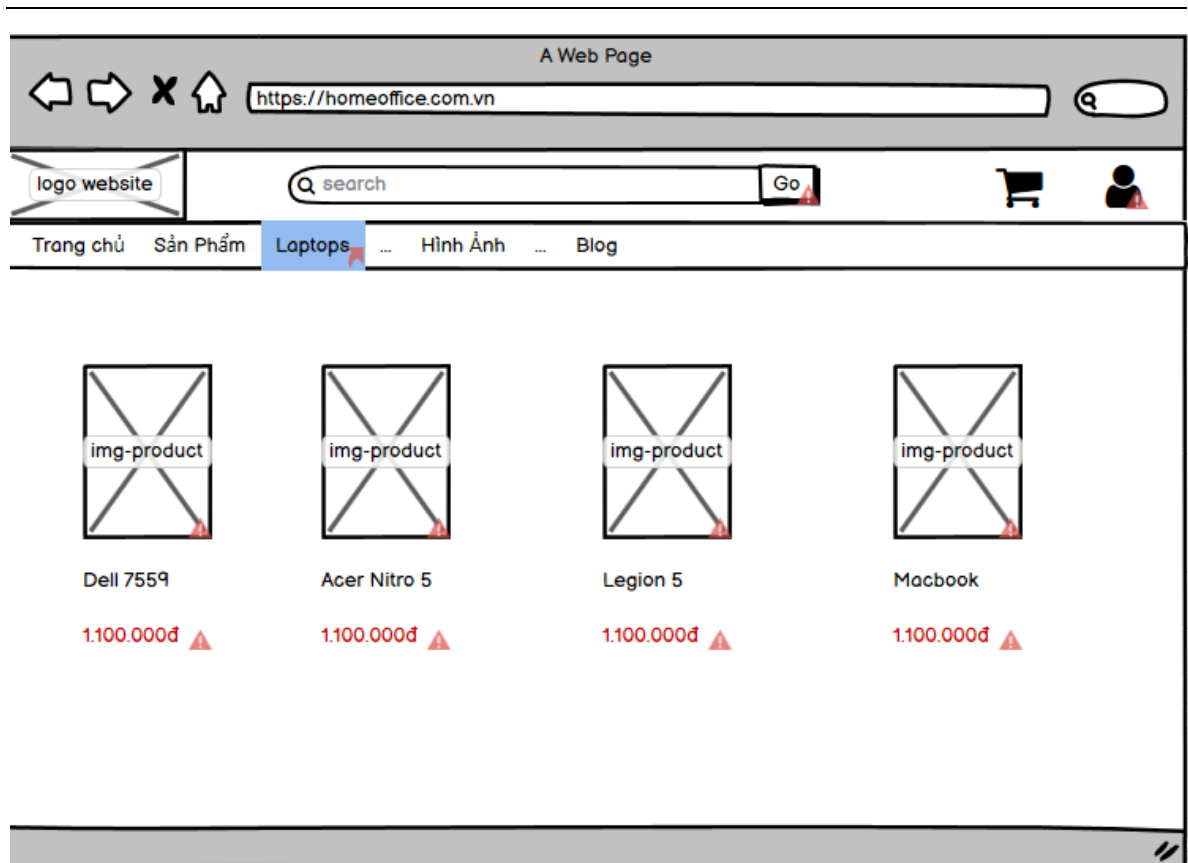 A Web Page
https://homeoffice.com.vn
logo website
search
Go
Trang chủ Sản Phẩm Laptops ... Hình Ảnh ... Blog
img-product img-product img-product img-product
Dell 7559 Acer Nitro 5 Legion 5 Macbook
1.100.000đ 1.100.000đ 1.100.000đ 1.100.000đ